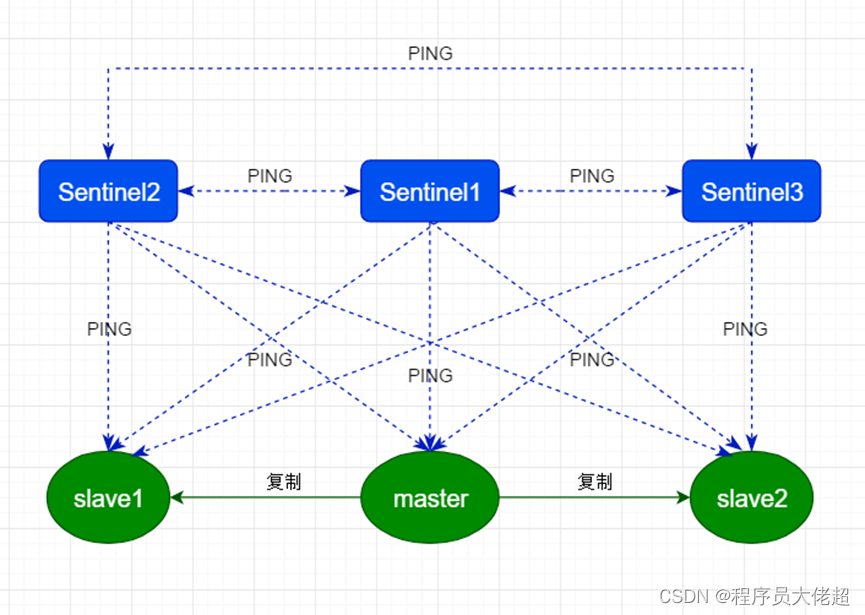 PING
Sentinel2
PING
Sentinel1
PING
Sentinel3
PING
PING
PING
PING
PING
slave1
复制
master
复制
slave2
CSDN @程序员大佬超